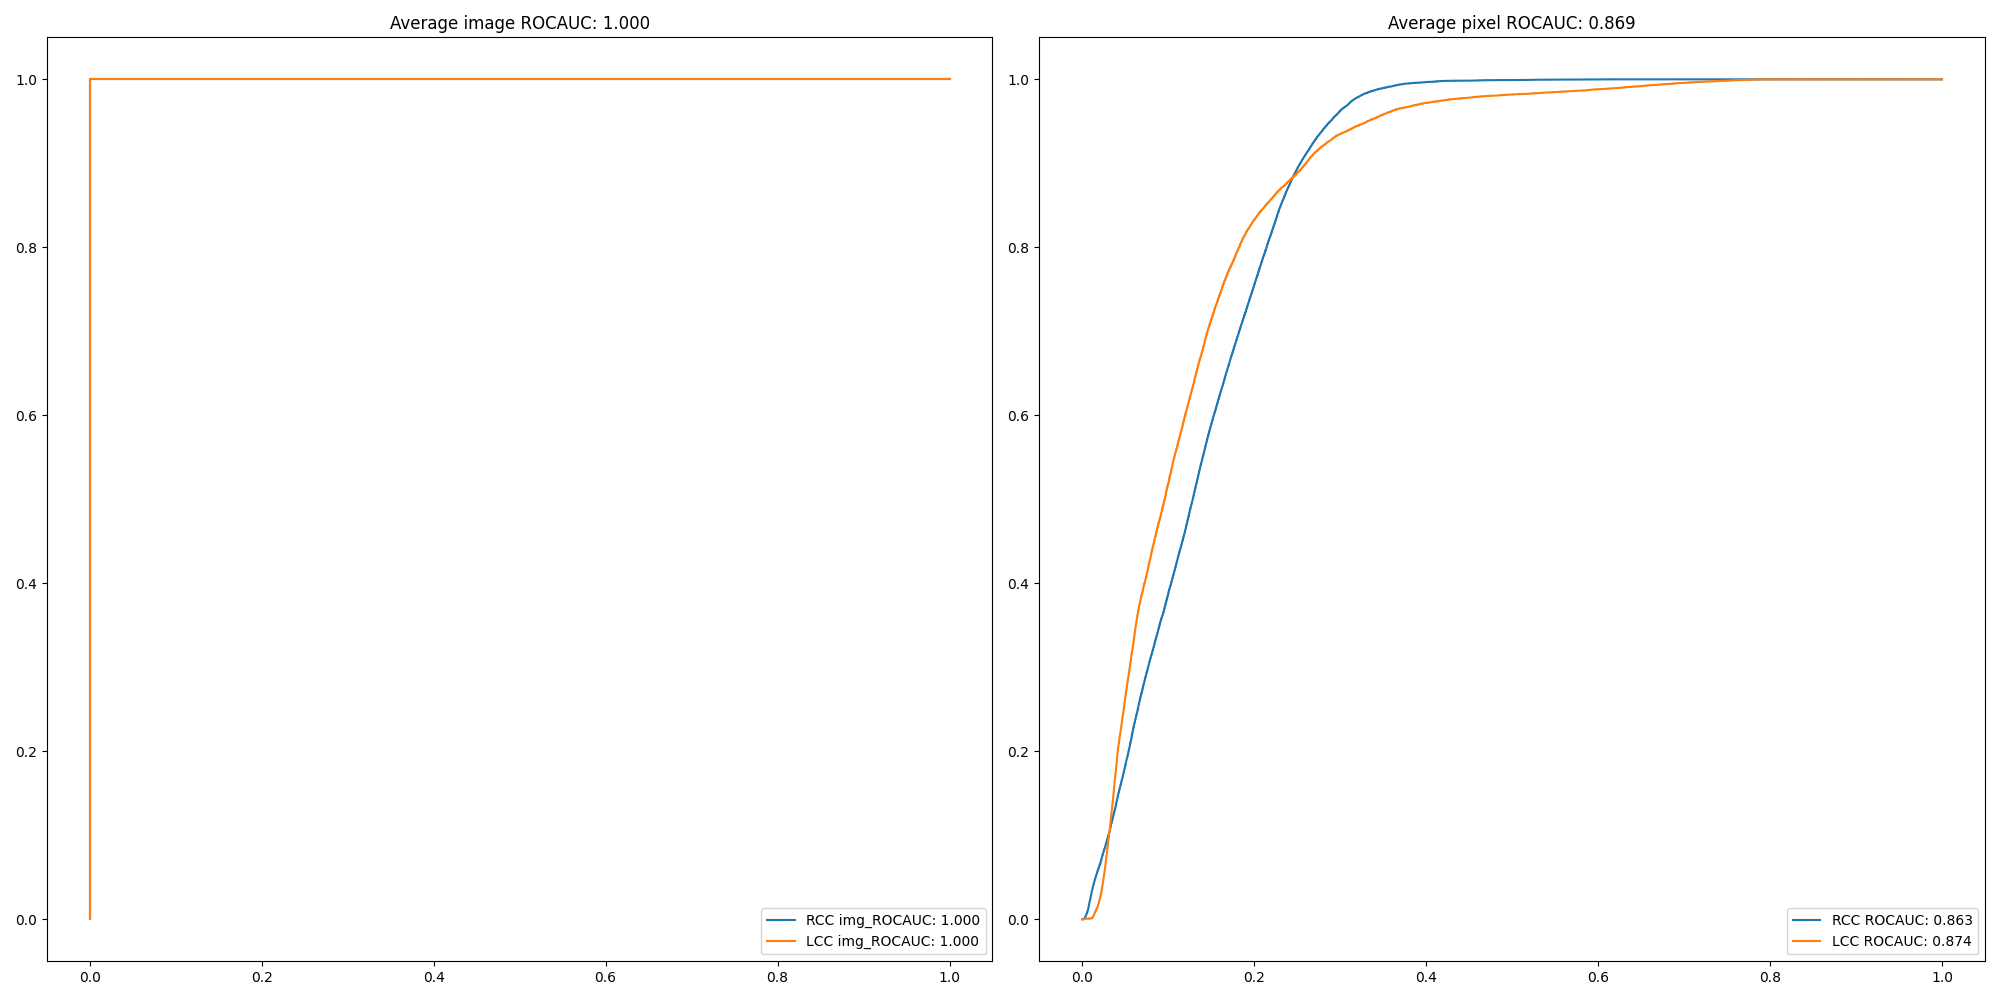 Average image ROCAUC: 1.000
1.0
0.8
0.6
0.4
0.2
0.0
0.0 0.2 0.4 0.6 0.8 1.0
RCC img_ROCAUC: 1.000
LCC img_ROCAUC: 1.000
Average pixel ROCAUC: 0.869
1.0
0.8
0.6
0.4
0.2
0.0
0.0 0.2 0.4 0.6 0.8 1.0
RCC ROCAUC: 0.863
LCC ROCAUC: 0.874